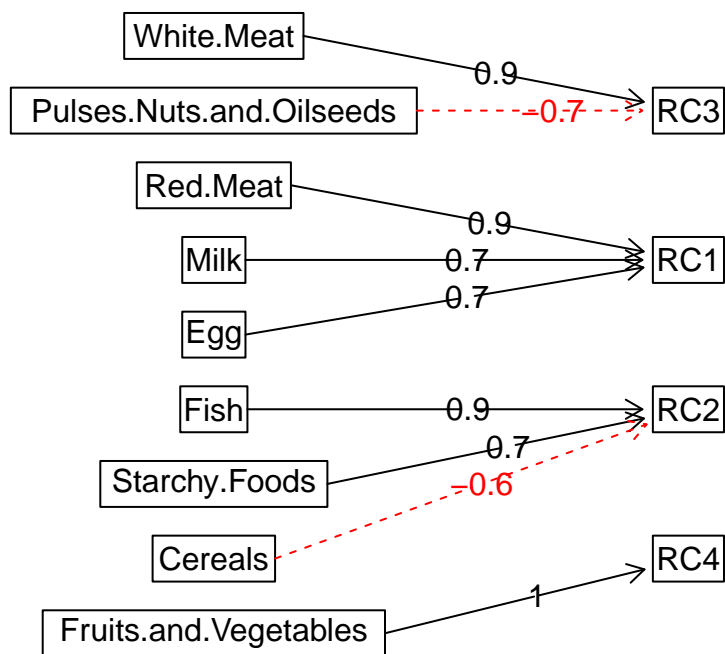 White.Meat
0.9
Pulses.Nuts.and.Oilseeds
−0.7
RC3
Red.Meat
0.9
Milk
0.7
RC1
Egg
0.7
Fish
0.9
RC2
Starchy.Foods
0.7
Cereals
−0.6
RC4
Fruits.and.Vegetables
1